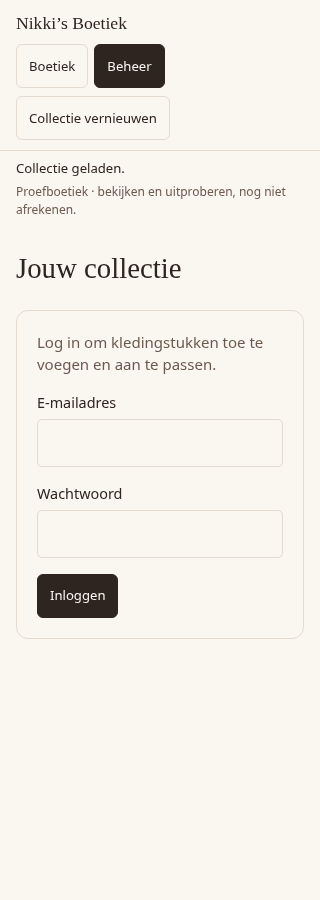 Nikki’s Boetiek
Boetiek
Beheer
Collectie vernieuwen
Collectie geladen.
Proefboetiek · bekijken en uitproberen, nog niet
afrekenen.
Jouw collectie
Log in om kledingstukken toe te
voegen en aan te passen.
E-mailadres
Wachtwoord
Inloggen